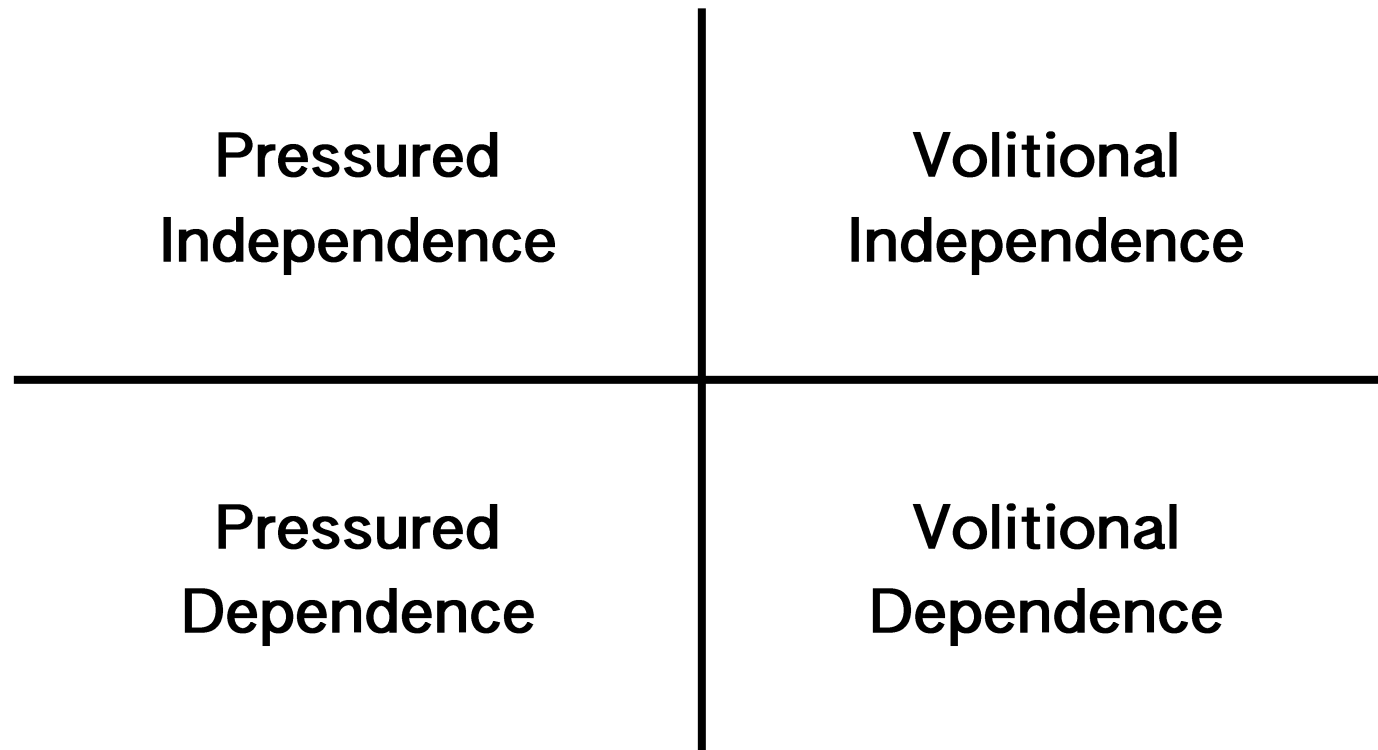 Pressured
Independence
Volitional
Independence
Pressured
Dependence
Volitional
Dependence